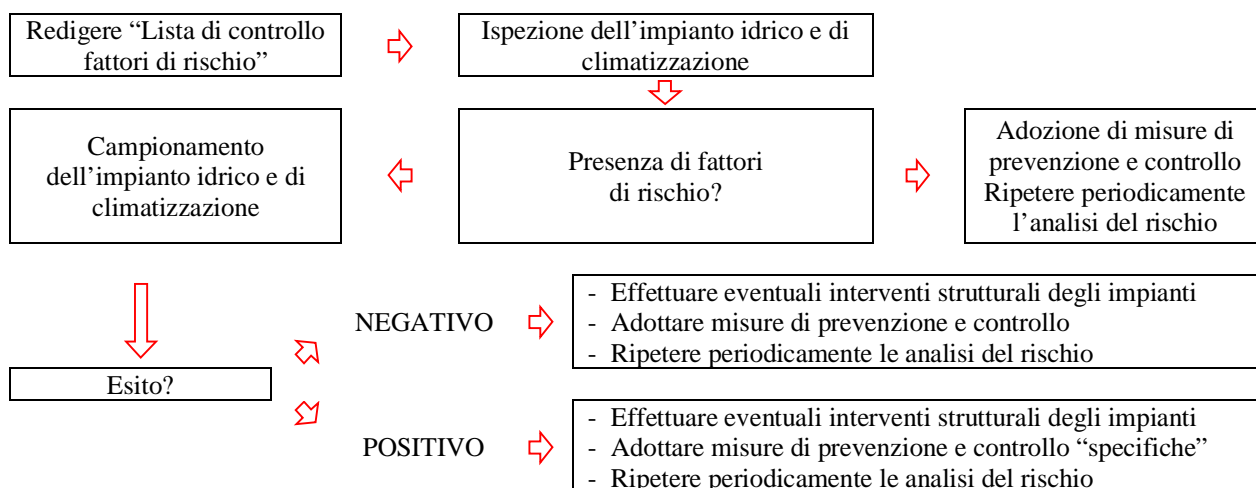 Redigere “Lista di controllo
fattori di rischio”
Ispezione dell’impianto idrico e di
climatizzazione
Campionamento
dell’impianto idrico e di
climatizzazione
Presenza di fattori
di rischio?
Adozione di misure di
prevenzione e controllo
Ripetere periodicamente
l’analisi del rischio
Esito?
NEGATIVO
- Effettuare eventuali interventi strutturali degli impianti
- Adottare misure di prevenzione e controllo
- Ripetere periodicamente le analisi del rischio
POSITIVO
- Effettuare eventuali interventi strutturali degli impianti
- Adottare misure di prevenzione e controllo “specifiche”
- Ripetere periodicamente le analisi del rischio